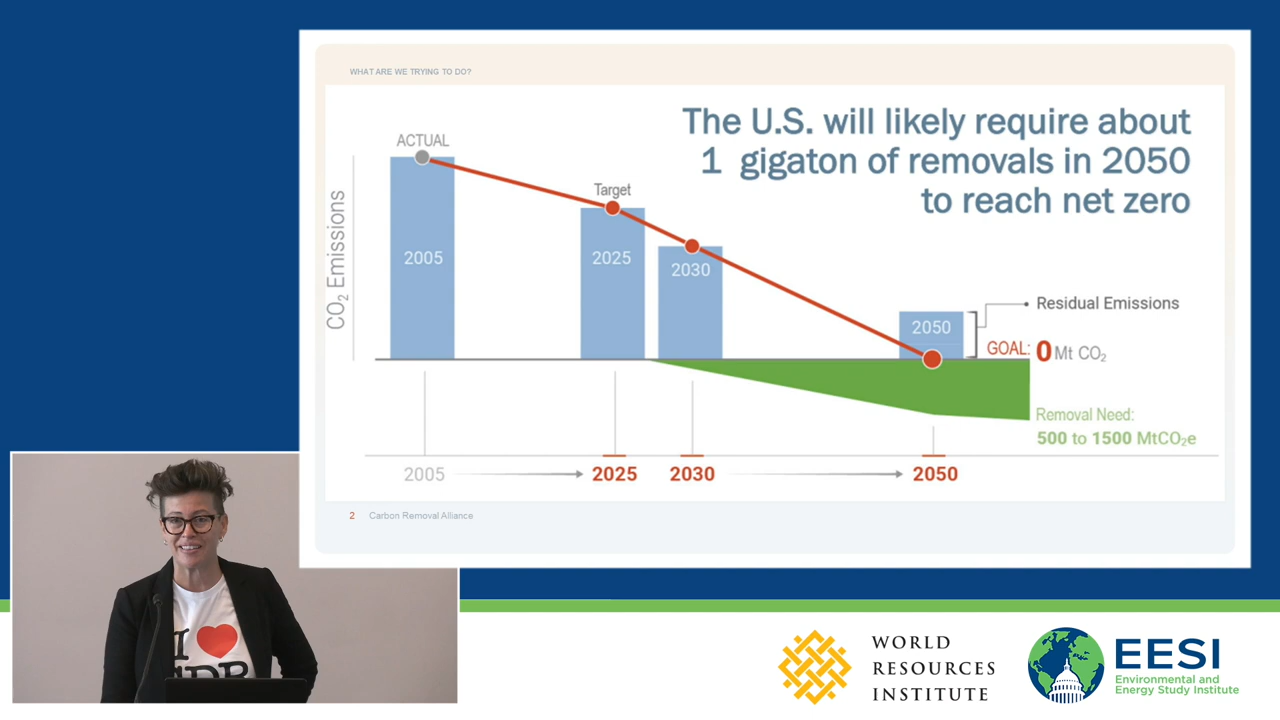 WHAT ARE WE TRYING TO DO?
The U.S. will likely require about
1 gigaton of removals in 2050
to reach net zero
ACTUAL
Target
CO₂ Emissions
2005
2025
2030
2050
Residual Emissions
GOAL: 0 Mt CO₂
Removal Need:
500 to 1500 MtCO₂e
2005
2025
2030
2050
2 Carbon Removal Alliance
I
WORLD
RESOURCES
INSTITUTE
EESI
Environmental and
Energy Study Institute